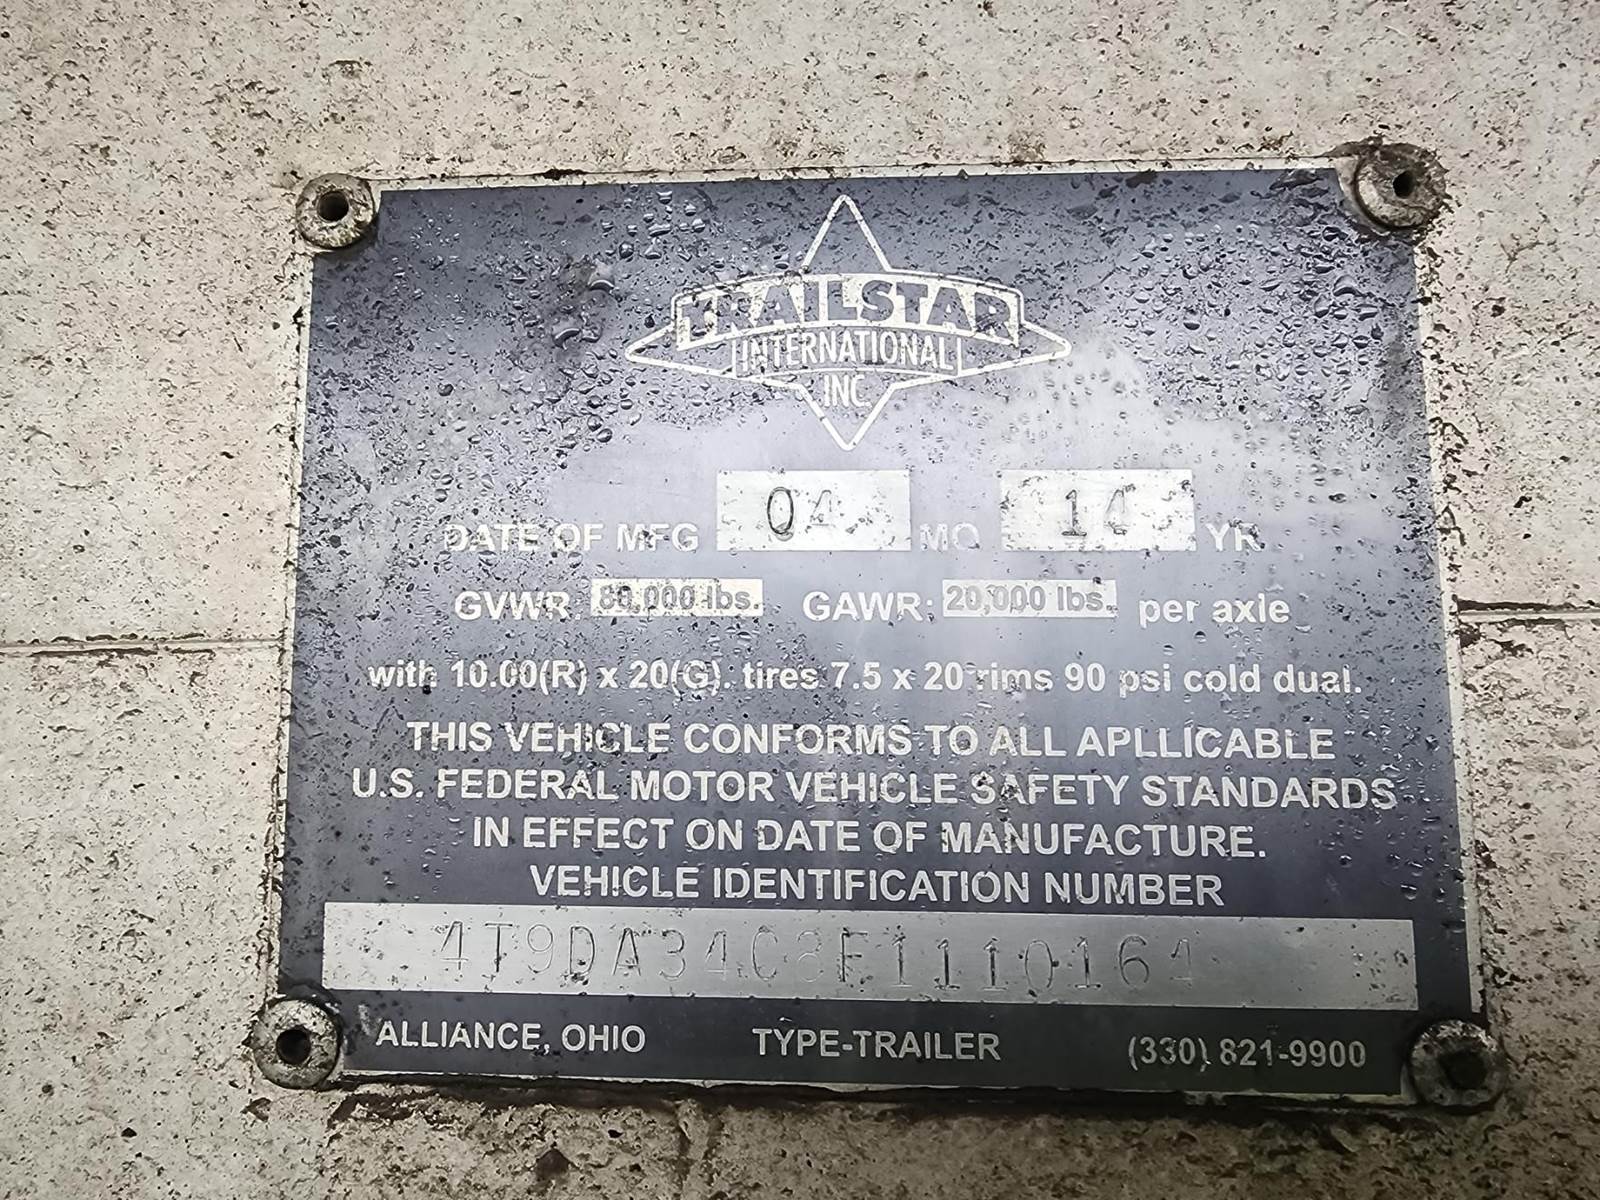 TRAILSTAR
INTERNATIONAL
INC
DATE OF MFG 04 MO 14 YR
GVWR: 80,000 lbs. GAWR: 20,000 lbs. per axle
with 10.00(R) x 20(G). tires 7.5 x 20 rims 90 psi cold dual.
THIS VEHICLE CONFORMS TO ALL APLLICABLE
U.S. FEDERAL MOTOR VEHICLE SAFETY STANDARDS
IN EFFECT ON DATE OF MANUFACTURE.
VEHICLE IDENTIFICATION NUMBER
4T9DA34C8F1110164
ALLIANCE, OHIO TYPE-TRAILER (330) 821-9900